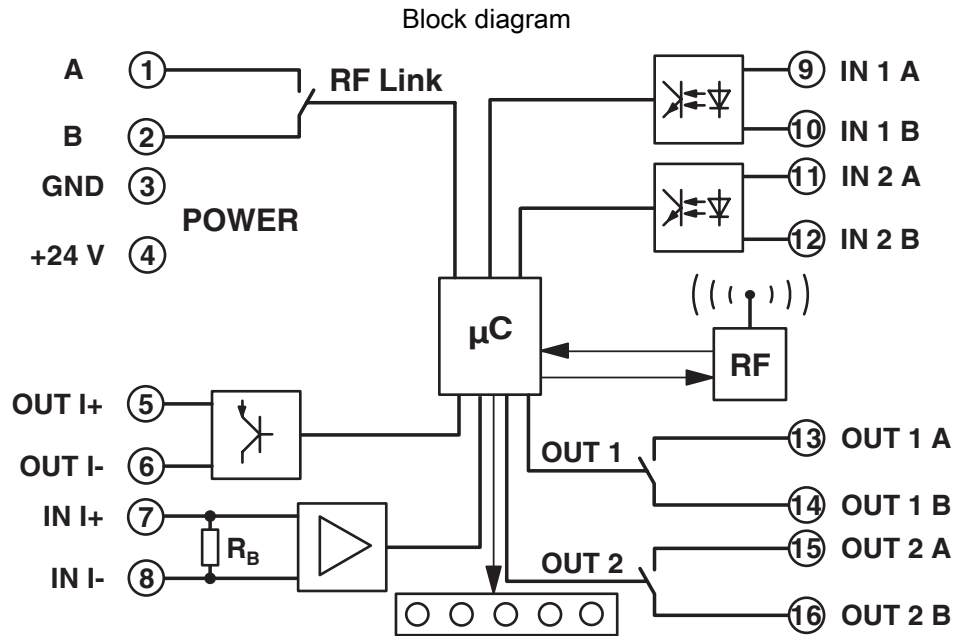 Block diagram
A 1
RF Link
B 2
GND 3
POWER
+24 V 4
9 IN 1 A
10 IN 1 B
11 IN 2 A
12 IN 2 B
µC
RF
OUT I+ 5
OUT I- 6
IN I+ 7
RB
IN I- 8
OUT 1
13 OUT 1 A
14 OUT 1 B
OUT 2
15 OUT 2 A
16 OUT 2 B